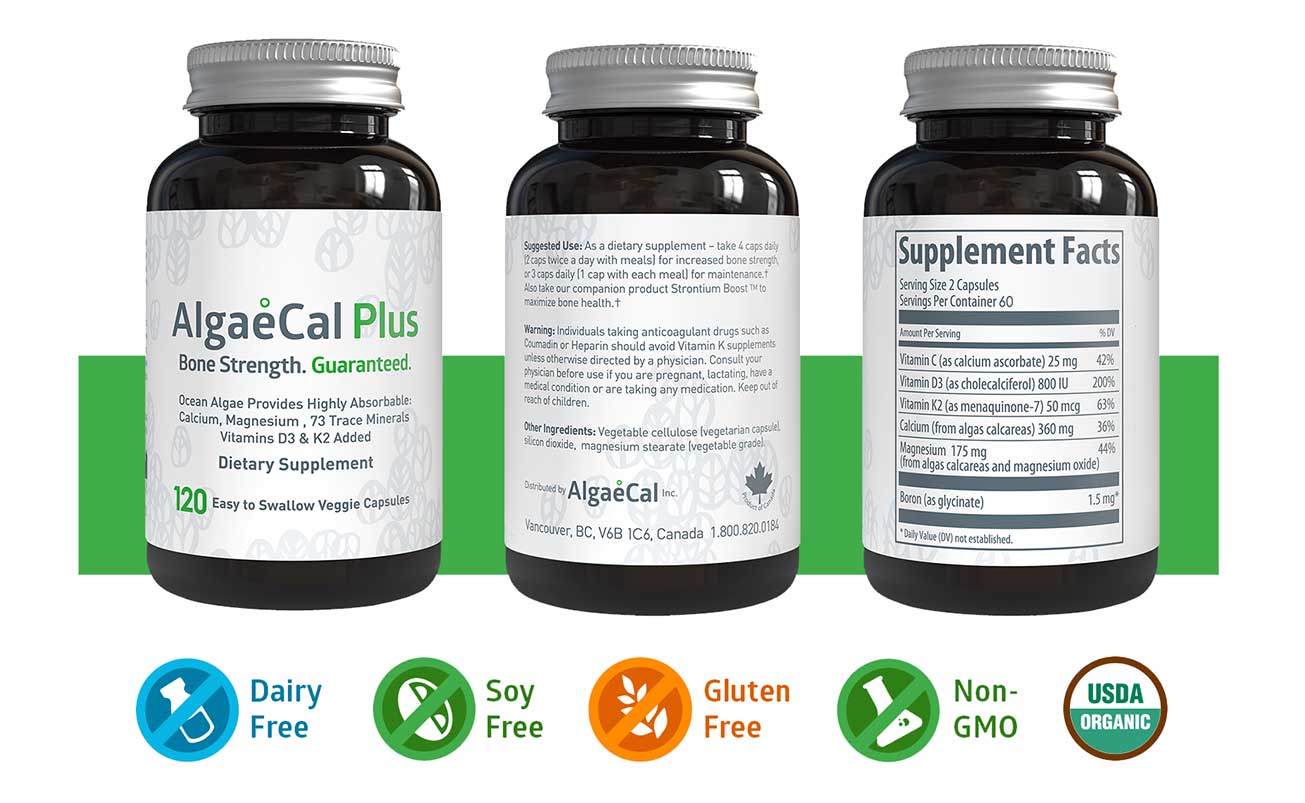 AlgaeCal Plus
Bone Strength. Guaranteed.
Ocean Algae Provides Highly Absorbable:
Calcium, Magnesium , 73 Trace Minerals
Vitamins D3 & K2 Added
Dietary Supplement
120 Easy to Swallow Veggie Capsules
Suggested Use: As a dietary supplement – take 4 caps daily
(2 caps twice a day with meals) for increased bone strength,
or 3 caps daily (1 cap with each meal) for maintenance.†
Also take our companion product Strontium Boost ™ to
maximize bone health.†
Warning: Individuals taking anticoagulant drugs such as
Coumadin or Heparin should avoid Vitamin K supplements
unless otherwise directed by a physician. Consult your
physician before use if you are pregnant, lactating, have a
medical condition or are taking any medication. Keep out of
reach of children.
Other Ingredients: Vegetable cellulose (vegetarian capsule),
silicon dioxide, magnesium stearate (vegetable grade).
Distributed by AlgaeCal Inc.
Product of Canada
Vancouver, BC, V6B 1C6, Canada 1.800.820.0184
Supplement Facts
Serving Size 2 Capsules
Servings Per Container 60
Amount Per Serving % DV
Vitamin C (as calcium ascorbate) 25 mg 42%
Vitamin D3 (as cholecalciferol) 800 IU 200%
Vitamin K2 (as menaquinone-7) 50 mcg 63%
Calcium (from algas calcareas) 360 mg 36%
Magnesium 175 mg 44%
(from algas calcareas and magnesium oxide)
Boron (as glycinate) 1.5 mg*
* Daily Value (DV) not established.
Dairy
Free
Soy
Free
Gluten
Free
Non-
GMO
USDA
ORGANIC